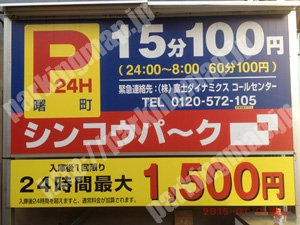 P
24H
曙町
15分100円
(24:00~8:00 60分100円)
緊急連絡先:(株)富士ダイナミクス コールセンター
TEL 0120-572-105
シンコウパ〜ク
入庫後1回限り
24時間最大
1,500円
入庫後24時間を超えますと、通常料金が加算されます。
parkingmap.jp